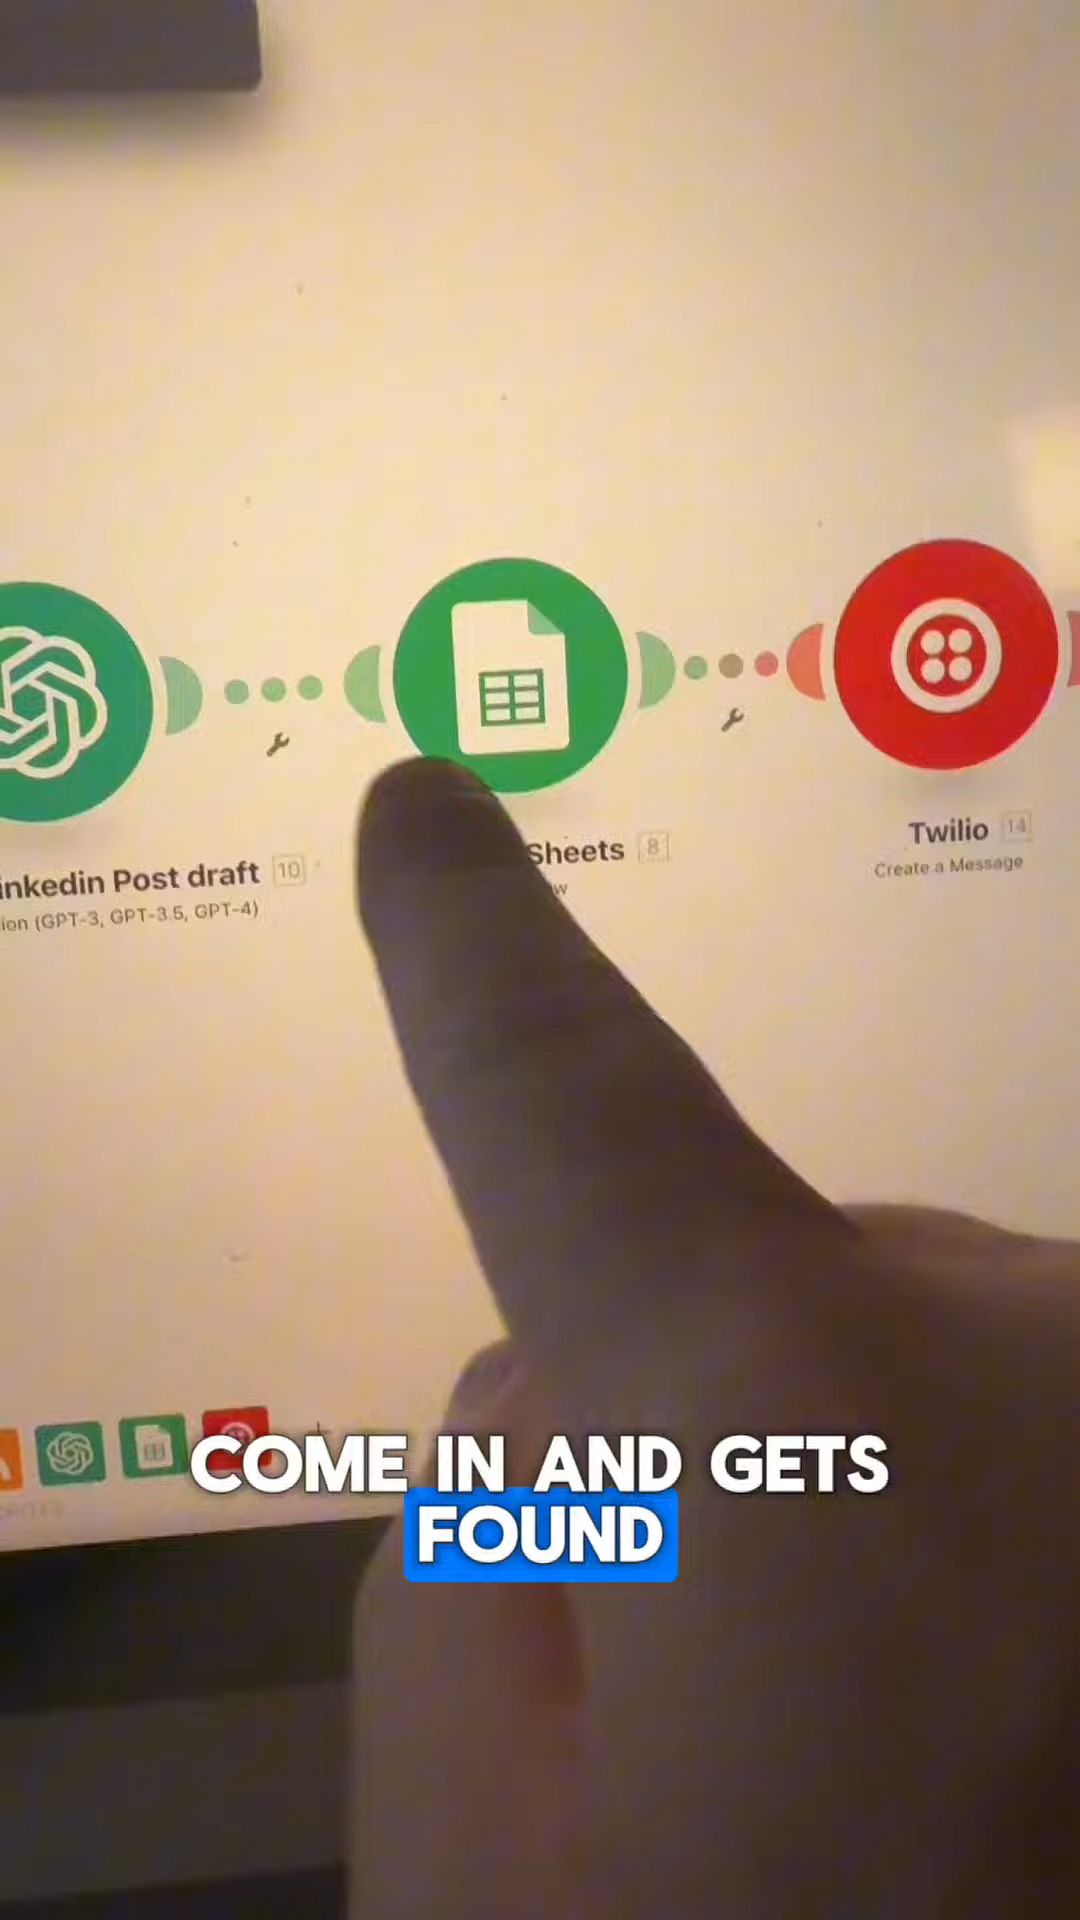 inkedin Post draft 10
ion (GPT-3, GPT-3.5, GPT-4)
Sheets 8
w
Twilio 14
Create a Message
COME IN AND GETS
FOUND